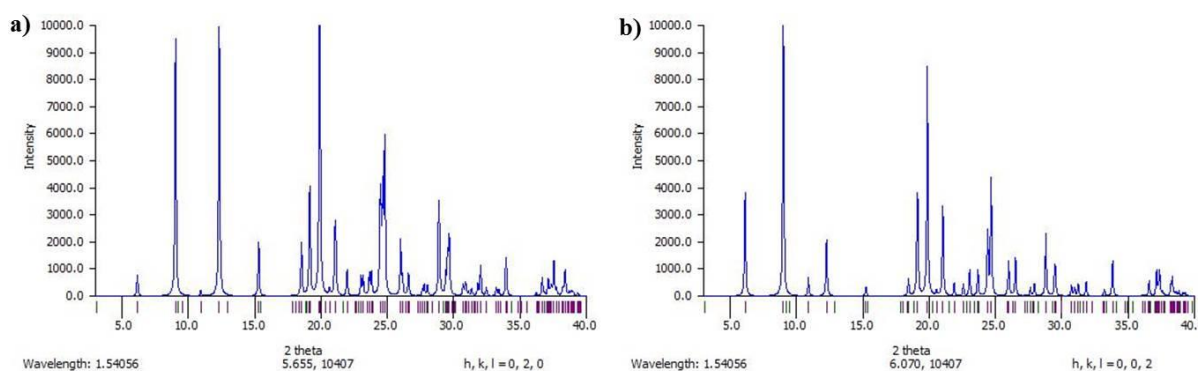 a)
10000.0
9000.0
8000.0
7000.0
6000.0
5000.0
4000.0
3000.0
2000.0
1000.0
0.0
Intensity
5.0 10.0 15.0 20.0 25.0 30.0 35.0 40.0
2 theta
Wavelength: 1.54056 5.655, 10407 h, k, l = 0, 2, 0
b)
10000.0
9000.0
8000.0
7000.0
6000.0
5000.0
4000.0
3000.0
2000.0
1000.0
0.0
Intensity
5.0 10.0 15.0 20.0 25.0 30.0 35.0 40.
2 theta
Wavelength: 1.54056 6.070, 10407 h, k, l = 0, 0, 2